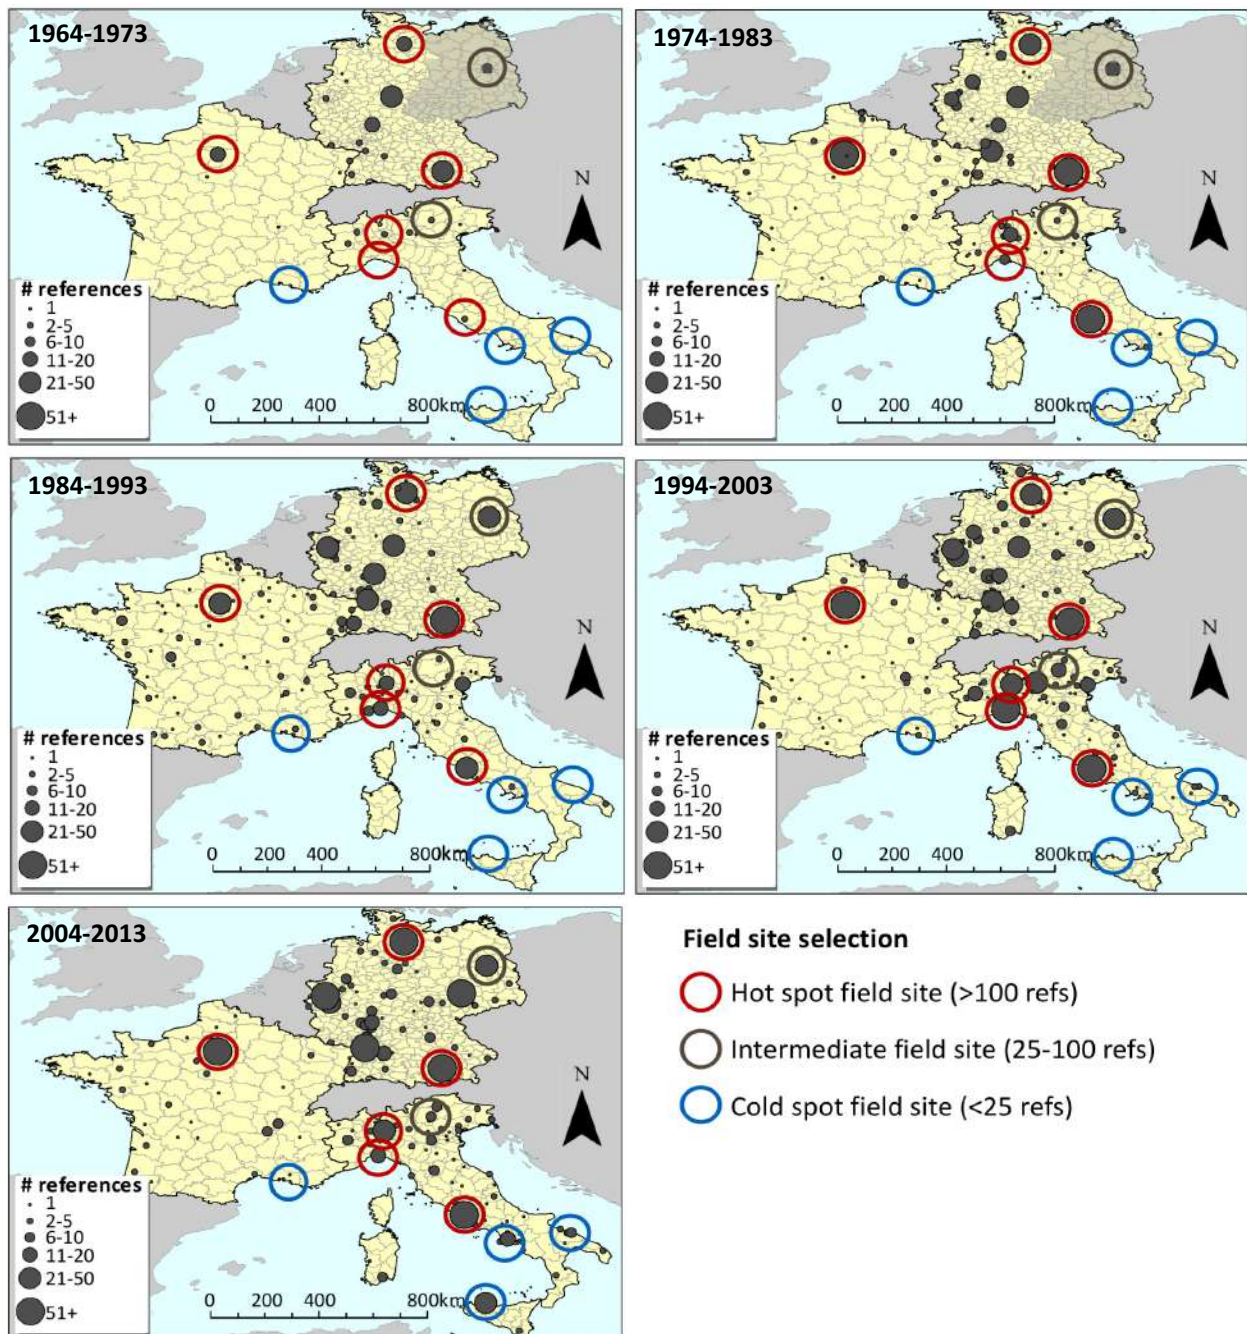 1964-1973
N
# references
1
2-5
6-10
11-20
21-50
51+
0 200 400 800km
1974-1983
N
# references
1
2-5
6-10
11-20
21-50
51+
0 200 400 800km
1984-1993
N
# references
1
2-5
6-10
11-20
21-50
51+
0 200 400 800km
1994-2003
N
# references
1
2-5
6-10
11-20
21-50
51+
0 200 400 800km
2004-2013
N
# references
1
2-5
6-10
11-20
21-50
51+
0 200 400 800km
Field site selection
Hot spot field site (>100 refs)
Intermediate field site (25-100 refs)
Cold spot field site (<25 refs)